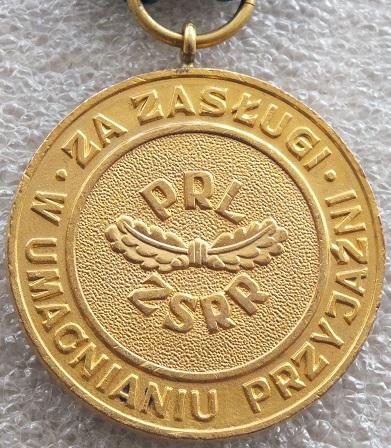 · ZA ZASŁUGI ·
W UMACNIANIU PRZYJAŹNI
PRL
ZSRR